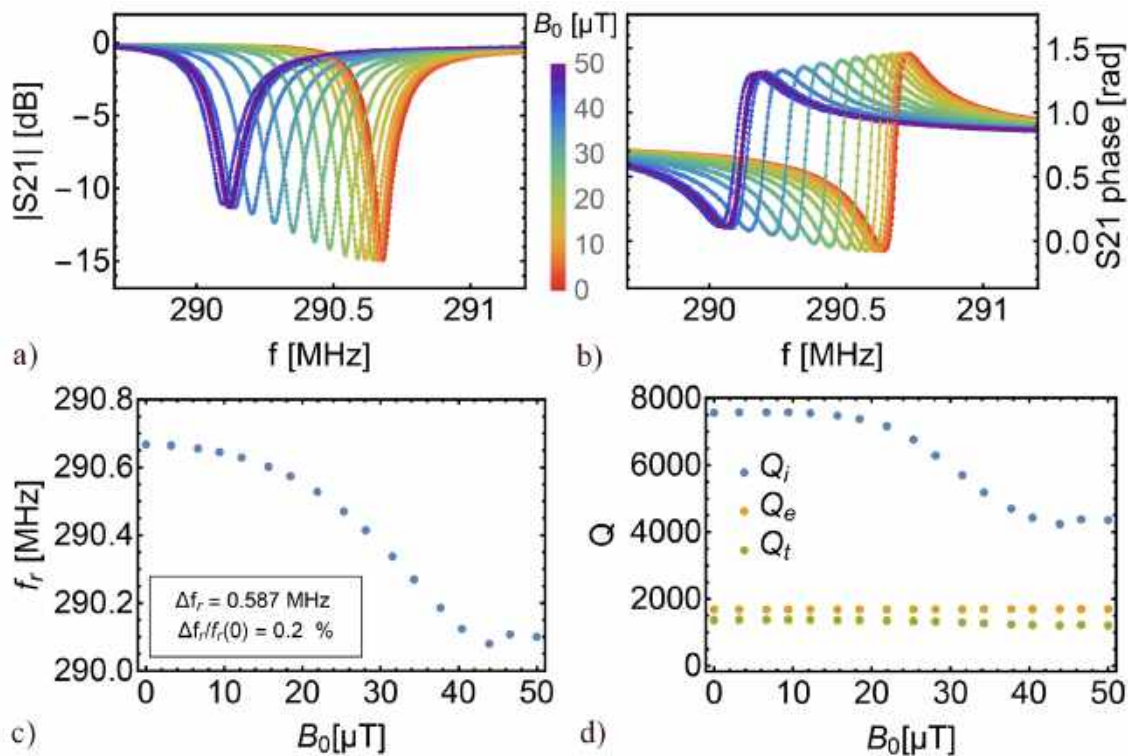 B₀ [µT]
0
−5
−10
−15
|S21| [dB]
290
290.5
291
f [MHz]
a)
50
40
30
20
10
0
1.5
1.0
0.5
0.0
S21 phase [rad]
290
290.5
291
f [MHz]
b)
290.8
290.6
290.4
290.2
290.0
fᵣ [MHz]
Δfᵣ = 0.587 MHz
Δfᵣ/fᵣ(0) = 0.2 %
0
10
20
30
40
50
B₀[µT]
c)
8000
6000
4000
2000
0
Q
Qᵢ
Qₑ
Qₜ
0
10
20
30
40
50
B₀[µT]
d)